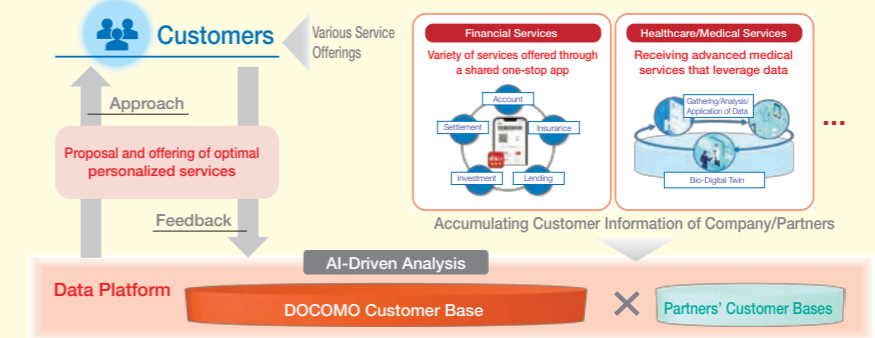 Customers
Various Service
Offerings
Financial Services
Variety of services offered through
a shared one-stop app
Account
Settlement
Insurance
Investment
Lending
Healthcare/Medical Services
Receiving advanced medical
services that leverage data
Gathering/Analysis/
Application of Data
Bio-Digital Twin
...
Approach
Proposal and offering of optimal
personalized services
Feedback
Accumulating Customer Information of Company/Partners
AI-Driven Analysis
Data Platform
DOCOMO Customer Base
×
Partners' Customer Bases